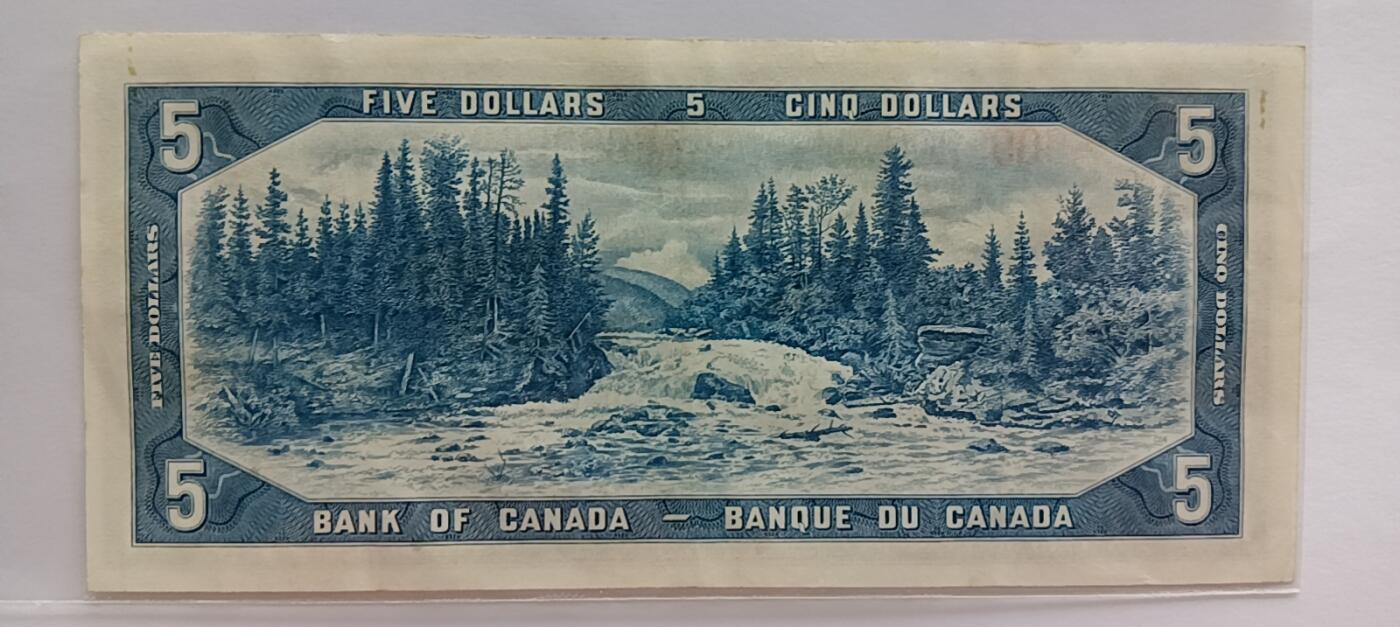 FIVE DOLLARS 5 CINQ DOLLARS
5 5
FIVE DOLLARS
CINQ DOLLARS
5 5
BANK OF CANADA — BANQUE DU CANADA